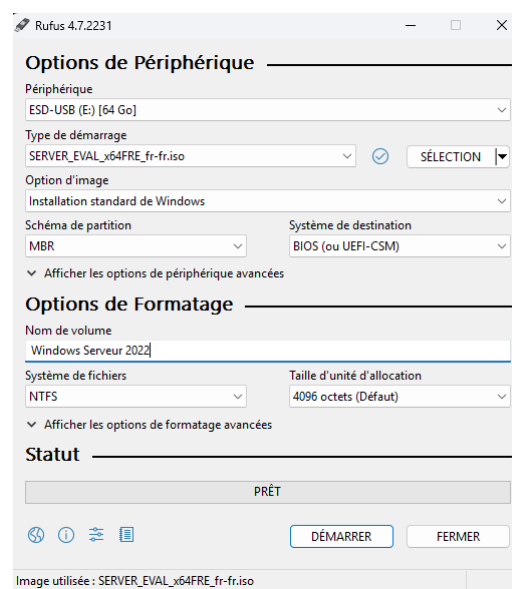 Rufus 4.7.2231
Options de Périphérique
Périphérique
ESD-USB (E:) [64 Go]
Type de démarrage
SERVER_EVAL_x64FRE_fr-fr.iso
SÉLECTION
Option d'image
Installation standard de Windows
Schéma de partition Système de destination
MBR BIOS (ou UEFI-CSM)
Afficher les options de périphérique avancées
Options de Formatage
Nom de volume
Windows Serveur 2022
Système de fichiers Taille d'unité d'allocation
NTFS 4096 octets (Défaut)
Afficher les options de formatage avancées
Statut
PRÊT
DÉMARRER FERMER
Image utilisée : SERVER_EVAL_x64FRE_fr-fr.iso